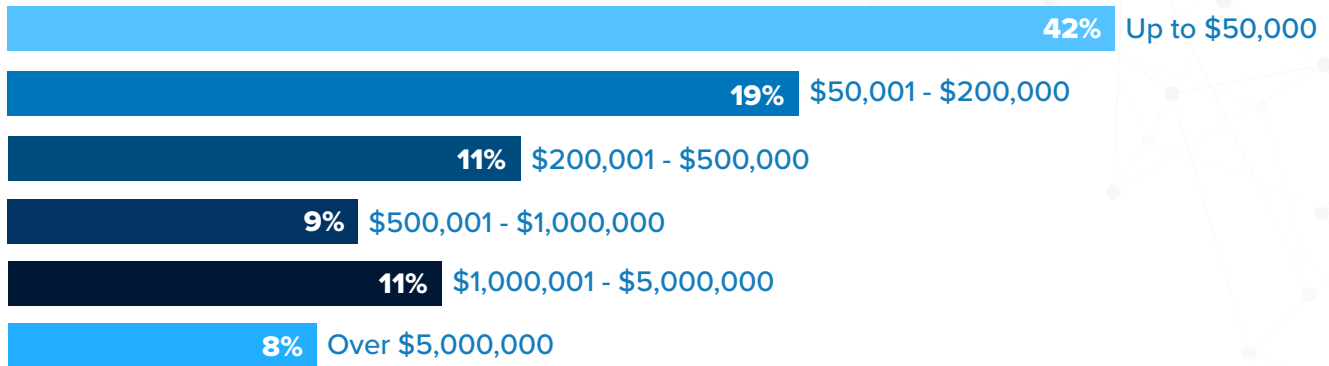 42% Up to $50,000
19% $50,001 - $200,000
11% $200,001 - $500,000
9% $500,001 - $1,000,000
11% $1,000,001 - $5,000,000
8% Over $5,000,000